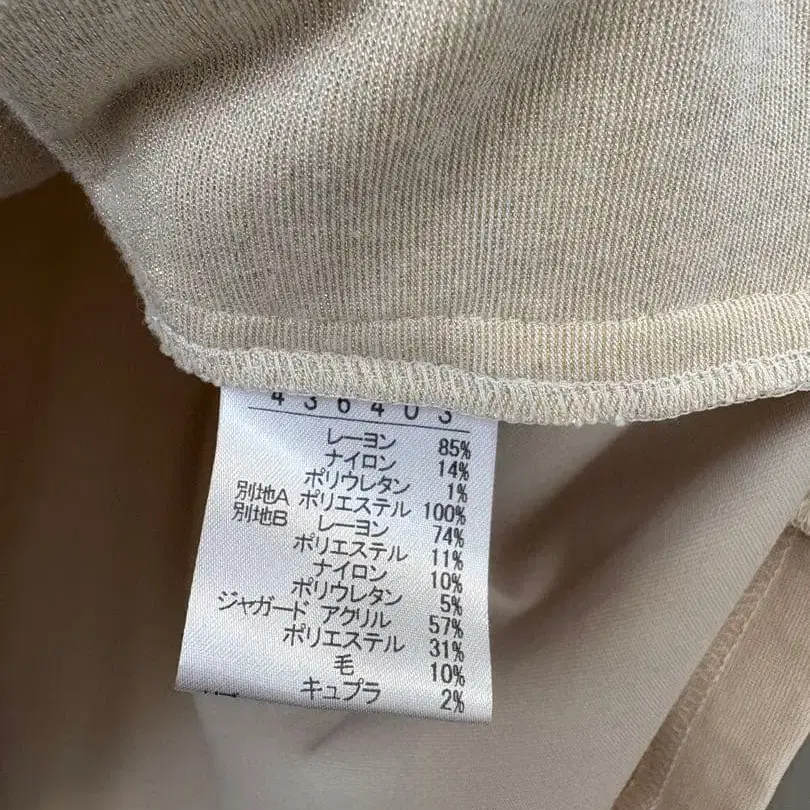 436403
レーヨン 85%
ナイロン 14%
ポリウレタン 1%
別地A ポリエステル 100%
別地B レーヨン 74%
ポリエステル 11%
ナイロン 10%
ポリウレタン 5%
ジャガード アクリル 57%
ポリエステル 31%
毛 10%
キュプラ 2%